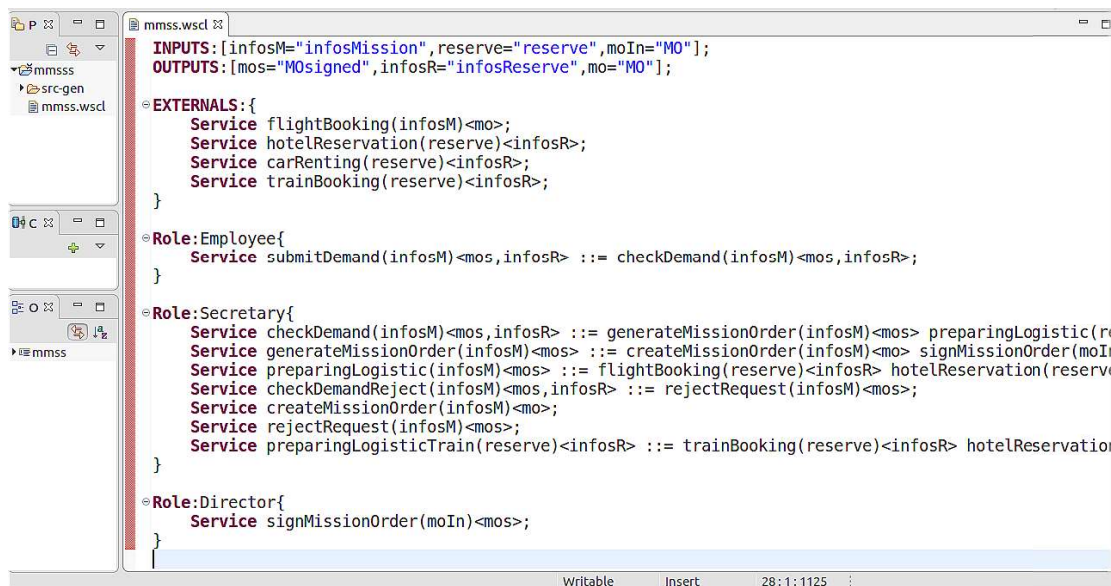 P
mmss.wscl
INPUTS:[infosM="infosMission",reserve="reserve",moIn="MO"];
OUTPUTS:[mos="MOsigned",infosR="infosReserve",mo="MO"];
mmsss
src-gen
mmss.wscl
EXTERNALS:{
Service flightBooking(infosM)<mo>;
Service hotelReservation(reserve)<infosR>;
Service carRenting(reserve)<infosR>;
Service trainBooking(reserve)<infosR>;
}
C
Role:Employee{
Service submitDemand(infosM)<mos,infosR> ::= checkDemand(infosM)<mos,infosR>;
}
O
mmss
Role:Secretary{
Service checkDemand(infosM)<mos,infosR> ::= generateMissionOrder(infosM)<mos> preparingLogistic(re
Service generateMissionOrder(infosM)<mos> ::= createMissionOrder(infosM)<mo> signMissionOrder(moIn
Service preparingLogistic(infosM)<mos> ::= flightBooking(reserve)<infosR> hotelReservation(reserve
Service checkDemandReject(infosM)<mos,infosR> ::= rejectRequest(infosM)<mos>;
Service createMissionOrder(infosM)<mo>;
Service rejectRequest(infosM)<mos>;
Service preparingLogisticTrain(reserve)<infosR> ::= trainBooking(reserve)<infosR> hotelReservation
}
Role:Director{
Service signMissionOrder(moIn)<mos>;
}
Writable Insert 28:1:1125